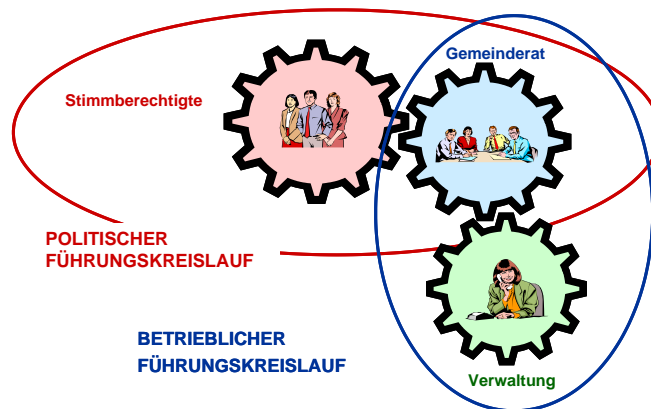 Gemeinderat
Stimmberechtigte
POLITISCHER
FÜHRUNGSKREISLAUF
BETRIEBLICHER
FÜHRUNGSKREISLAUF
Verwaltung